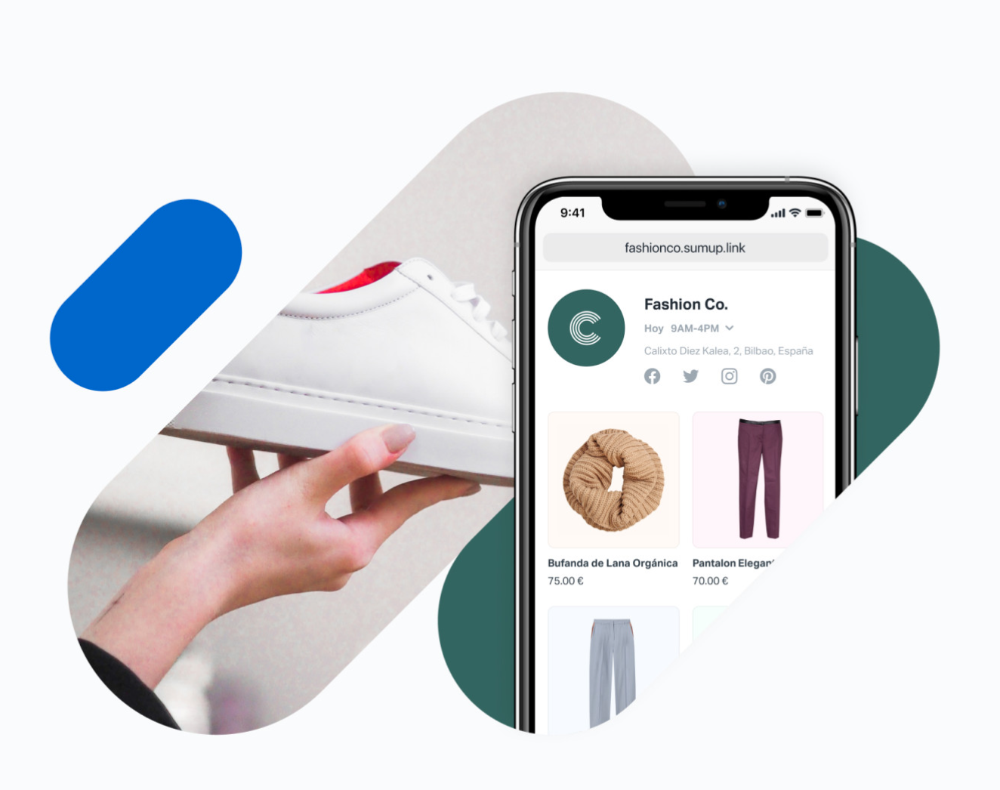 9:41
fashionco.sumup.link
Fashion Co.
Hoy 9AM-4PM
Calixto Diez Kalea, 2, Bilbao, España
Bufanda de Lana Orgánica
75.00 €
Pantalon
70.00 €